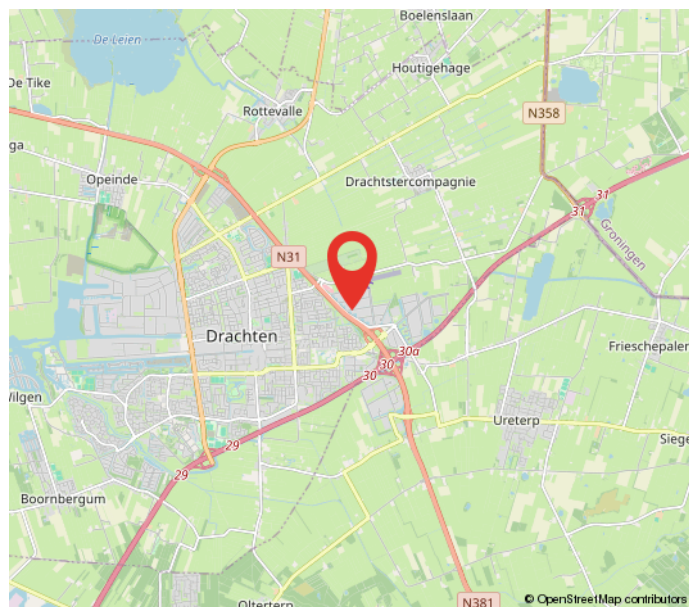 Boelenslaan
De Leien
Houtigehage
De Tike
Rottevalle
N358
ga
Opeinde
Drachtstercompagnie
31
31
Groningen
N31
Drachten
30a
30
30
Frieschepalen
Wilgen
Ureterp
Siege
29
29
Boornbergum
Olterterp
N381
© OpenStreetMap contributors